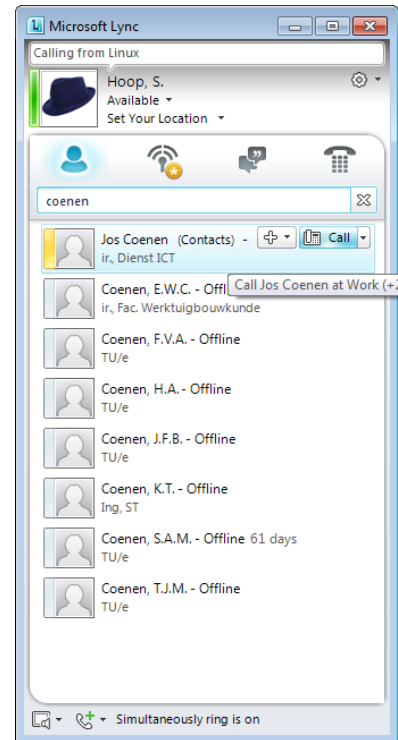 Microsoft Lync
Calling from Linux
Hoop, S.
Available
Set Your Location
coenen
Jos Coenen (Contacts) -
Call
ir., Dienst ICT
Call Jos Coenen at Work (+2
Coenen, E.W.C. - Offl
ir., Fac. Werktuigbouwkunde
Coenen, F.V.A. - Offline
TU/e
Coenen, H.A. - Offline
TU/e
Coenen, J.F.B. - Offline
TU/e
Coenen, K.T. - Offline
Ing, ST
Coenen, S.A.M. - Offline 61 days
TU/e
Coenen, T.J.M. - Offline
TU/e
Simultaneously ring is on